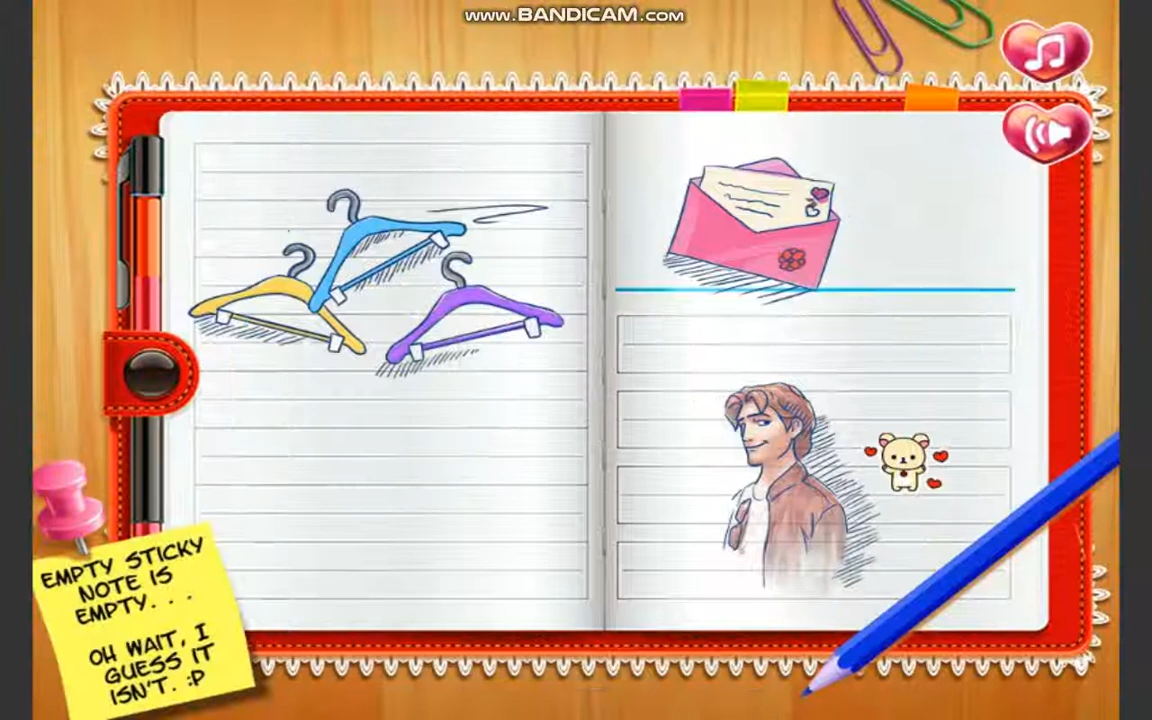 www.BANDICAM.com
EMPTY STICKY
NOTE IS
EMPTY...
OH WAIT, I
GUESS IT
ISN'T. :P